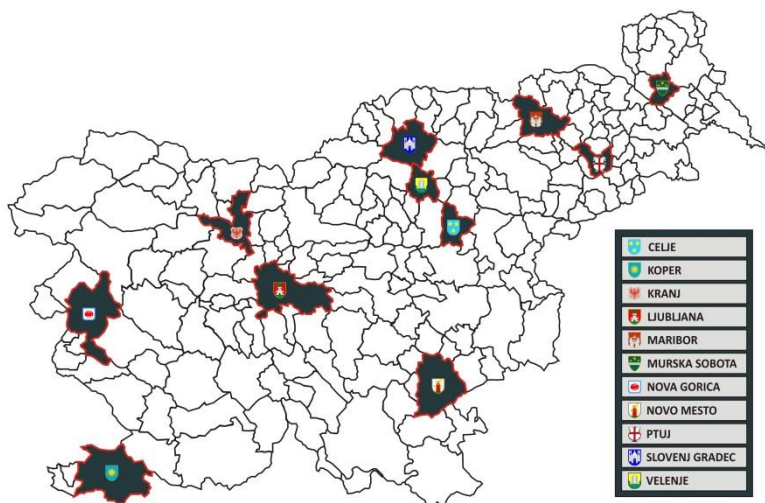 CELJE
KOPER
KRANJ
LJUBLJANA
MARIBOR
MURSKA SOBOTA
NOVA GORICA
NOVO MESTO
PTUJ
SLOVENJ GRADEC
VELENJE